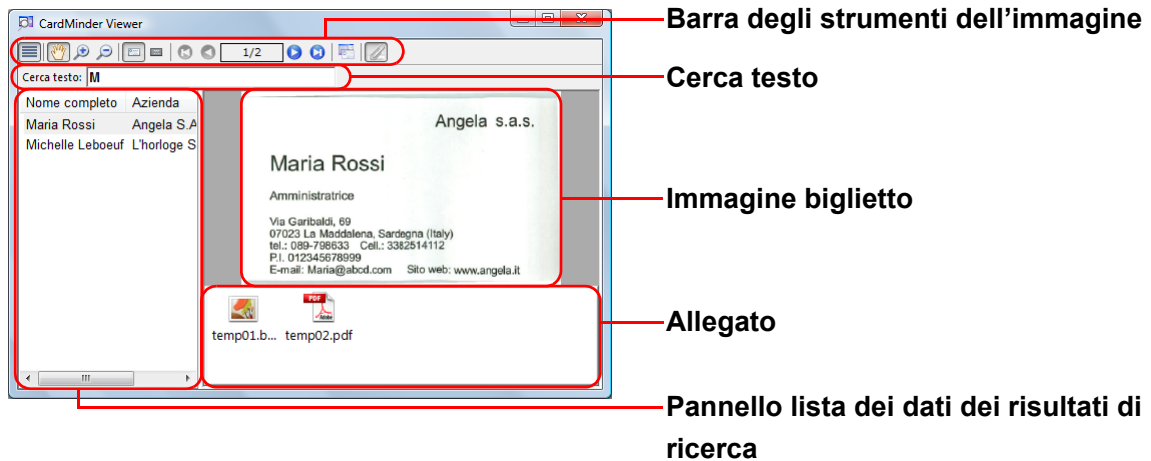 CardMinder Viewer
1/2
Cerca testo: M
Nome completo Azienda
Maria Rossi Angela S.A
Michelle Leboeuf L'horloge S
Angela s.a.s.
Maria Rossi
Amministratrice
Via Garibaldi, 69
07023 La Maddalena, Sardegna (Italy)
tel.: 089-798633 Cell.: 3382514112
P.I. 012345678999
E-mail: Maria@abcd.com Sito web: www.angela.it
PDF
Adobe
temp01.b... temp02.pdf
Barra degli strumenti dell’immagine
Cerca testo
Immagine biglietto
Allegato
Pannello lista dei dati dei risultati di
ricerca